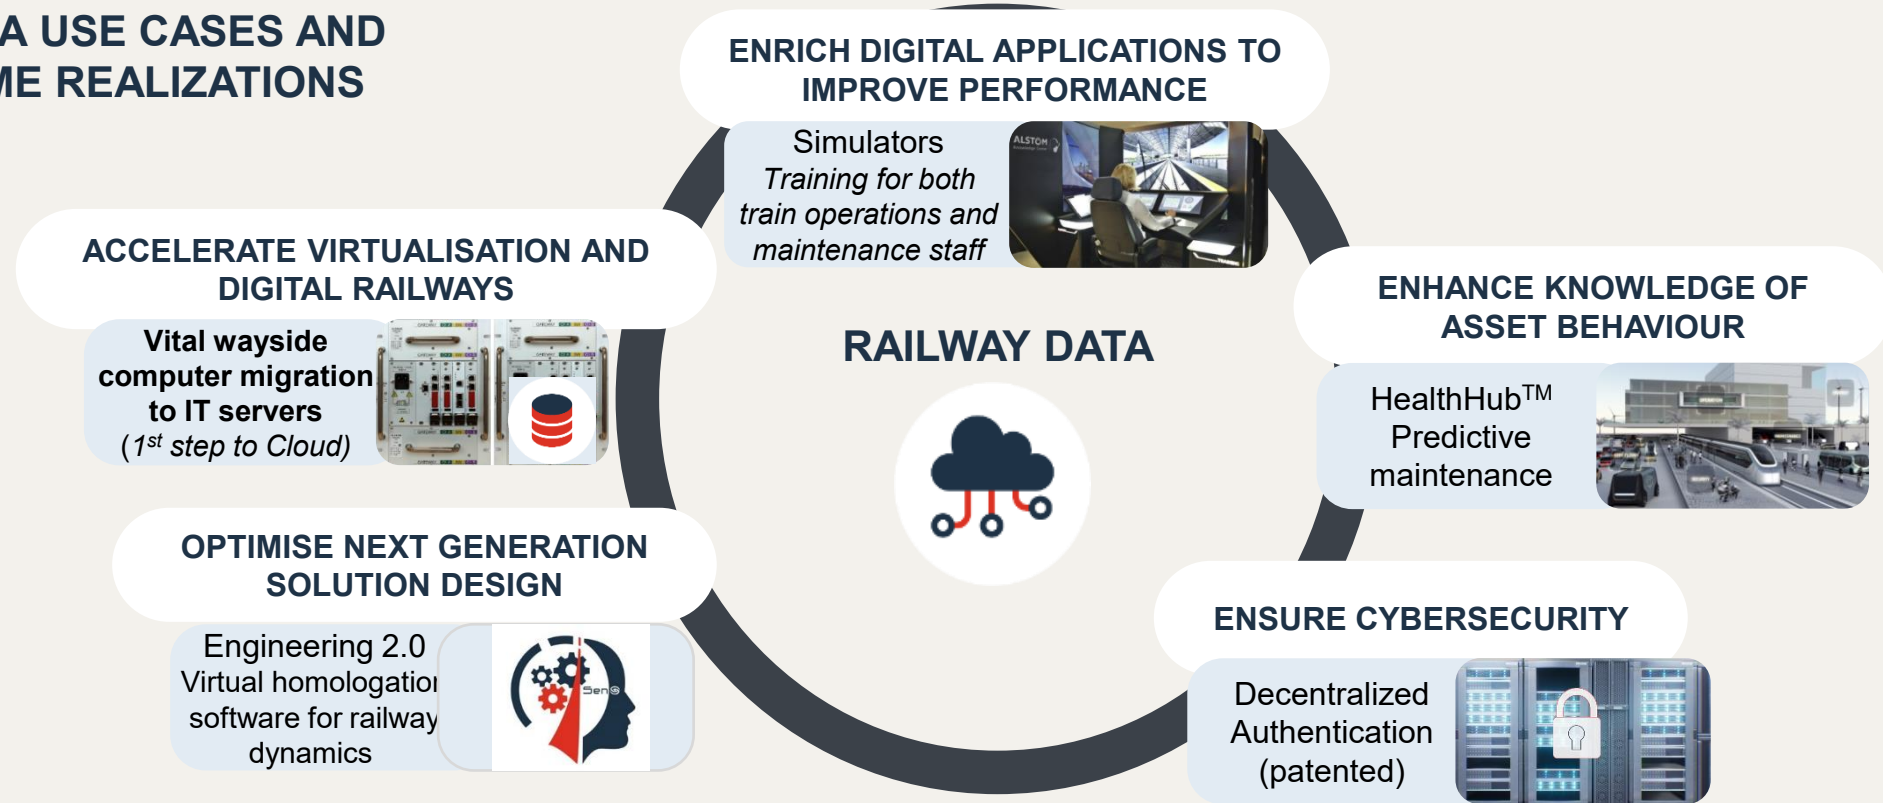 A USE CASES AND
ME REALIZATIONS
ENRICH DIGITAL APPLICATIONS TO
IMPROVE PERFORMANCE
Simulators
Training for both
train operations and
maintenance staff
ALSTOM
ACCELERATE VIRTUALISATION AND
DIGITAL RAILWAYS
Vital wayside
computer migration
to IT servers
(1st step to Cloud)
RAILWAY DATA
ENHANCE KNOWLEDGE OF
ASSET BEHAVIOUR
HealthHub™
Predictive
maintenance
OPTIMISE NEXT GENERATION
SOLUTION DESIGN
Engineering 2.0
Virtual homologation
software for railway
dynamics
ENSURE CYBERSECURITY
Decentralized
Authentication
(patented)